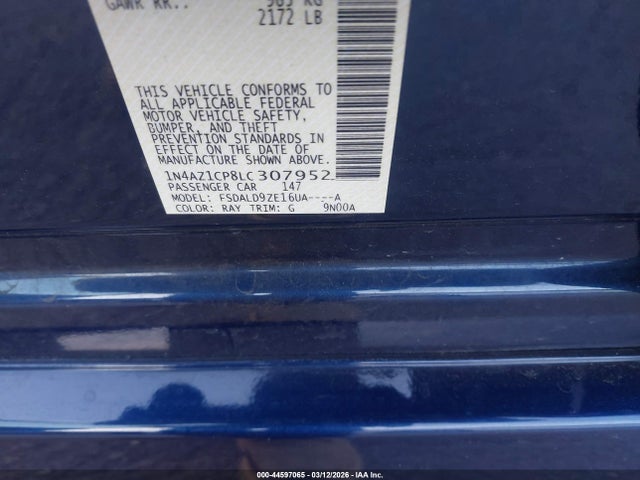 GAWR RR.:
2172 LB
THIS VEHICLE CONFORMS TO
ALL APPLICABLE FEDERAL
MOTOR VEHICLE SAFETY,
BUMPER, AND THEFT
PREVENTION STANDARDS IN
EFFECT ON THE DATE OF
MANUFACTURE SHOWN ABOVE.
1N4AZ1CP8LC307952
PASSENGER CAR 147
MODEL: FSDALD9ZE16UA----A
COLOR: RAY TRIM: G 9N00A
000-44597065 - 03/12/2026 - IAA Inc.